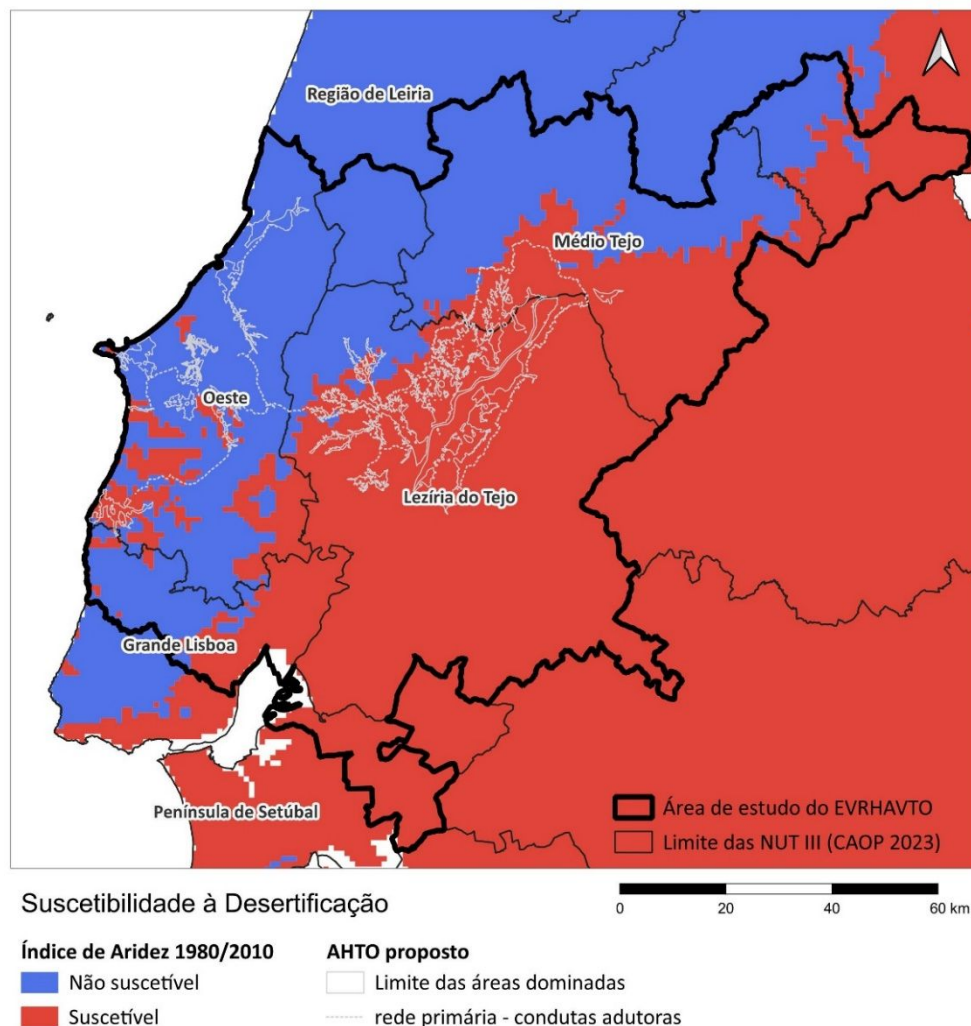 Região de Leiria
Médio Tejo
Oeste
Lezíria do Tejo
Grande Lisboa
Península de Setúbal
Área de estudo do EVRHAVTO
Limite das NUT III (CAOP 2023)
Suscetibilidade à Desertificação
0 20 40 60 km
Índice de Aridez 1980/2010
Não suscetível
Suscetível
AHTO proposto
Limite das áreas dominadas
rede primária - condutas adutoras